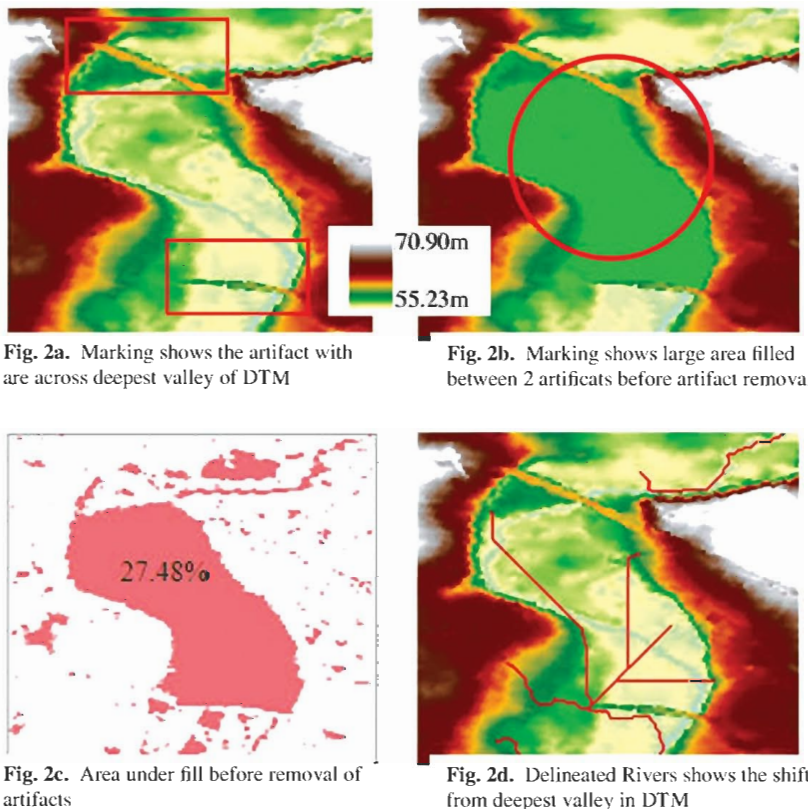 70.90m
55.23m
Fig. 2a. Marking shows the artifact with
are across deepest valley of DTM
Fig. 2b. Marking shows large area filled
between 2 artificats before artifact remova
27.48%
Fig. 2c. Area under fill before removal of
artifacts
Fig. 2d. Delineated Rivers shows the shift
from deepest valley in DTM